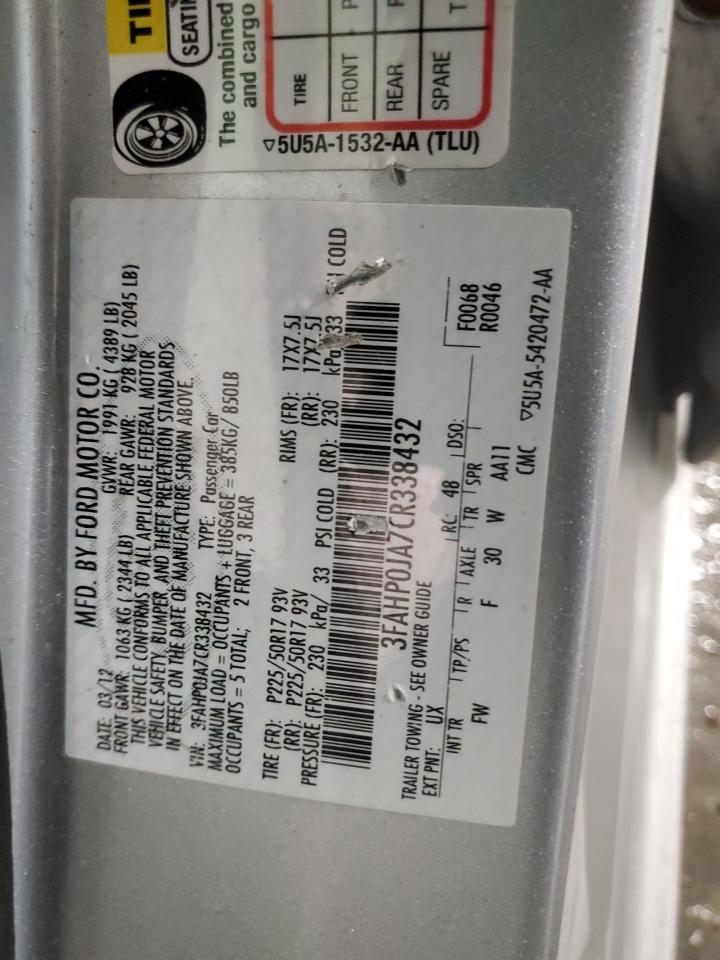 TI
SEATIN
The combined
and cargo
TIRE
FRONT P
REAR
SPARE T
▽5U5A-1532-AA (TLU)
MFD. BY FORD MOTOR CO.
DATE: 03/12 GVWR: 1991 KG ( 4389 LB)
FRONT GAWR: 1063 KG ( 2344LB) REAR GAWR: 928 KG ( 2045 LB)
THIS VEHICLE CONFORMS TO ALL APPLICABLE FEDERAL MOTOR
VEHICLE SAFETY, BUMPER, AND THEFT PREVENTION STANDARDS
IN EFFECT ON THE DATE OF MANUFACTURE SHOWN ABOVE.
VIN: 3FAHP0JA7CR338432 TYPE: Passenger Car
MAXIMUM LOAD = OCCUPANTS + LUGGAGE = 385KG/ 850LB
OCCUPANTS = 5 TOTAL; 2 FRONT, 3 REAR
TIRE (FR): P225/50R17 93V RIMS (FR): 17X7.5J
(RR): P225/50R17 93V (RR): 17X7.5J
PRESSURE (FR): 230 kPa/ 33 PSI COLD (RR): 230 kPa/ 33 PSI COLD
3FAHP0JA7CR338432
TRAILER TOWING - SEE OWNER GUIDE
EXT PNT: UX RC: 48 DSO: F0068
R0046
INT TR TP/PS R AXLE TR SPR
FW F 30 W AA11
CMC ▽5U5A-5420472-AA